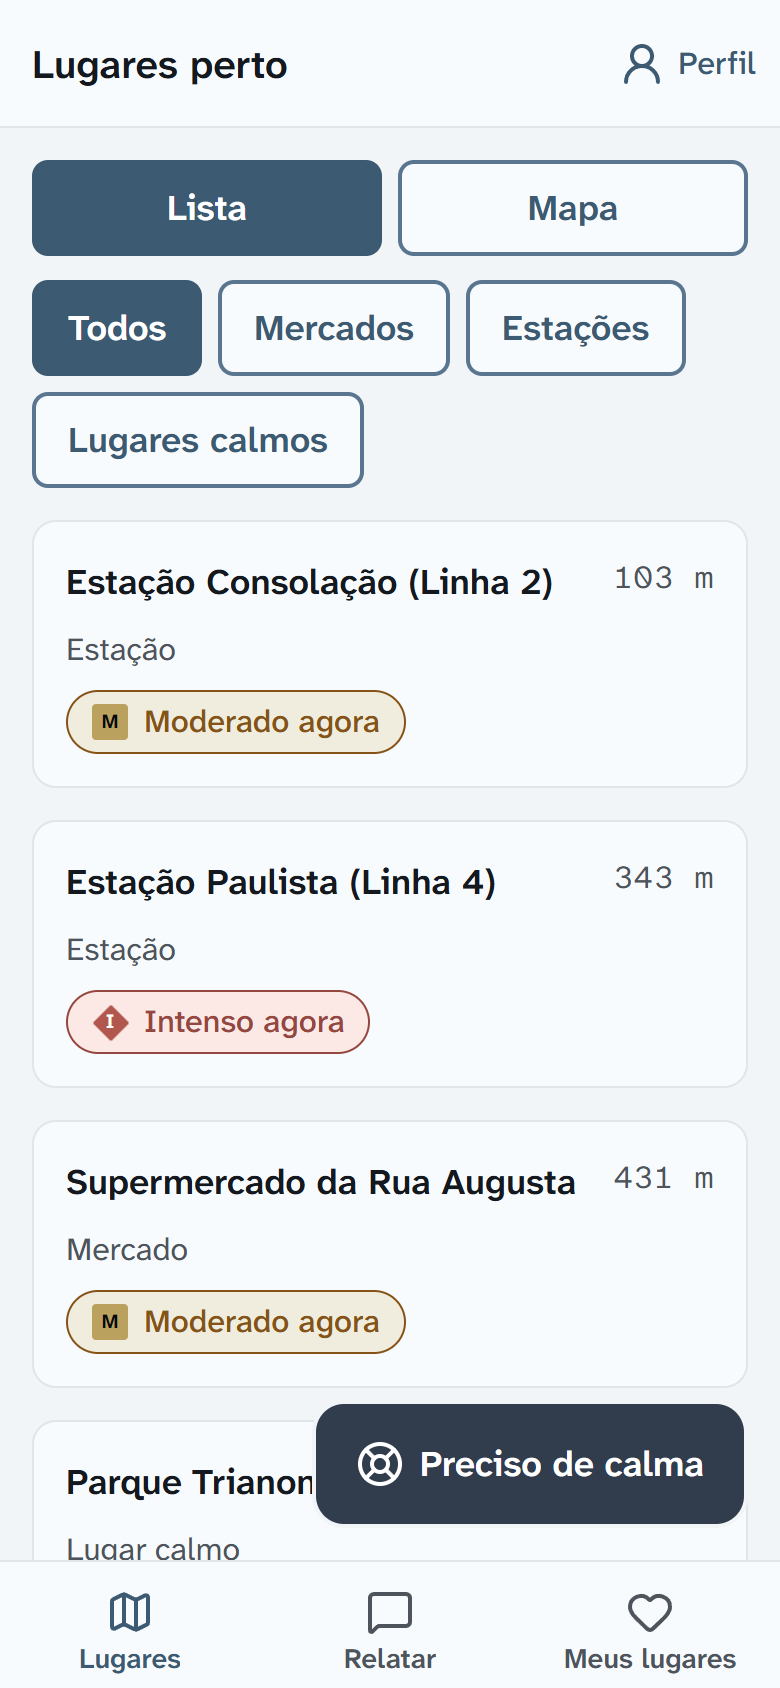 Lugares perto
Perfil
Lista
Mapa
Todos
Mercados
Estações
Lugares calmos
Estação Consolação (Linha 2)
103 m
Estação
M Moderado agora
Estação Paulista (Linha 4)
343 m
Estação
I Intenso agora
Supermercado da Rua Augusta
431 m
Mercado
M Moderado agora
Parque Trianon
Preciso de calma
Lugar calmo
Lugares
Relatar
Meus lugares